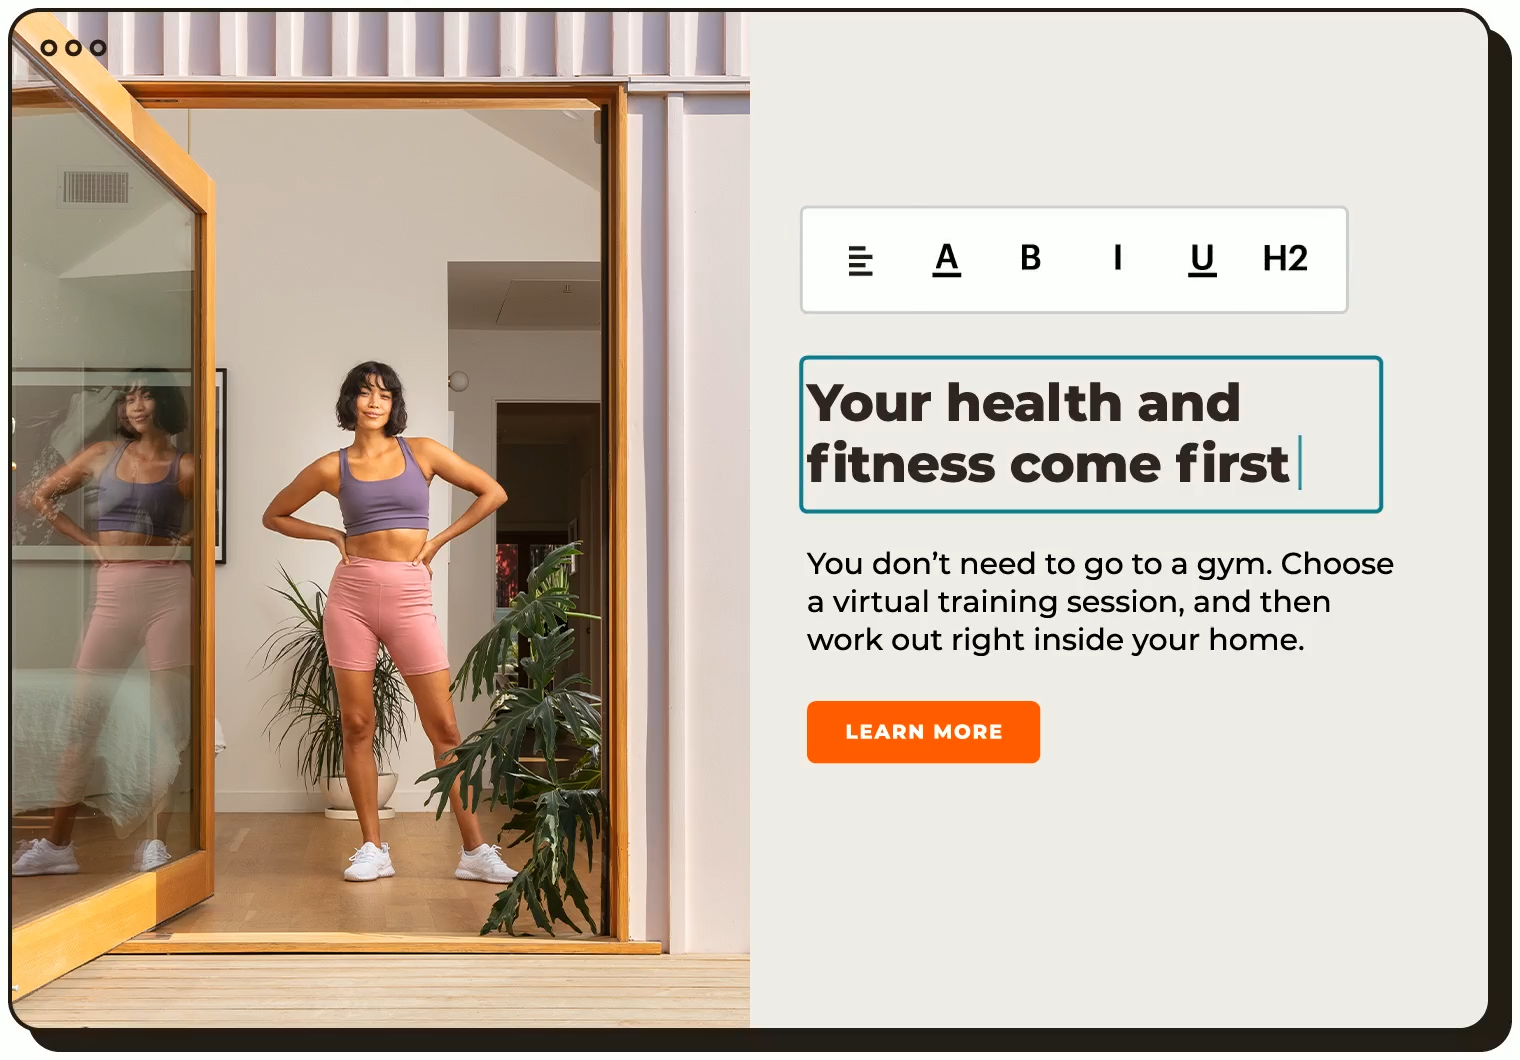 A B I U H2
Your health and
fitness come first
You don’t need to go to a gym. Choose
a virtual training session, and then
work out right inside your home.
LEARN MORE